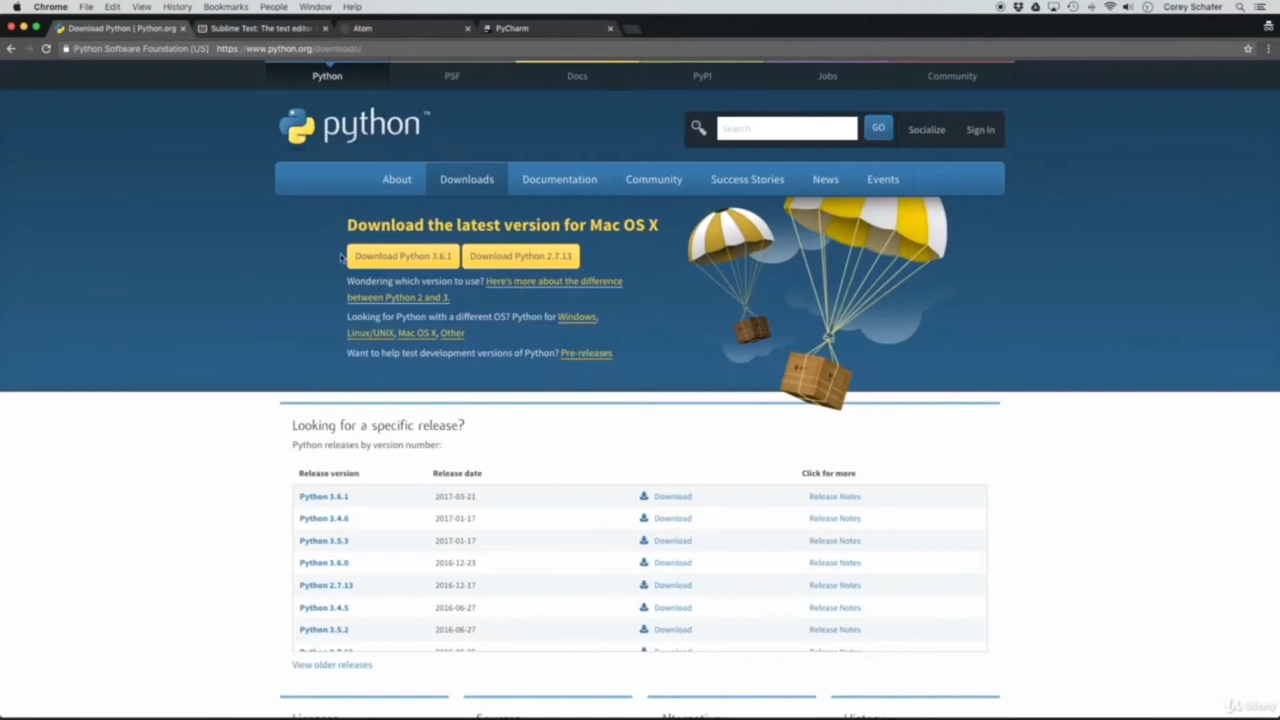 Chrome File Edit View History Bookmarks People Window Help Corey Schafer
Download Python | Python.org Sublime Text: The text editor Atom PyCharm
Python Software Foundation [US] https://www.python.org/downloads/
Python PSF Docs PyPI Jobs Community
python™ Search GO Socialize Sign In
About Downloads Documentation Community Success Stories News Events
Download the latest version for Mac OS X
Download Python 3.6.1 Download Python 2.7.13
Wondering which version to use? Here's more about the difference
between Python 2 and 3.
Looking for Python with a different OS? Python for Windows,
Linux/UNIX, Mac OS X, Other
Want to help test development versions of Python? Pre-releases
Looking for a specific release?
Python releases by version number:
Release version Release date Click for more
Python 3.6.1 2017-03-21 Download Release Notes
Python 3.4.6 2017-01-17 Download Release Notes
Python 3.5.3 2017-01-17 Download Release Notes
Python 3.6.0 2016-12-23 Download Release Notes
Python 2.7.13 2016-12-17 Download Release Notes
Python 3.4.5 2016-06-27 Download Release Notes
Python 3.5.2 2016-06-27 Download Release Notes
View older releases
Udemy